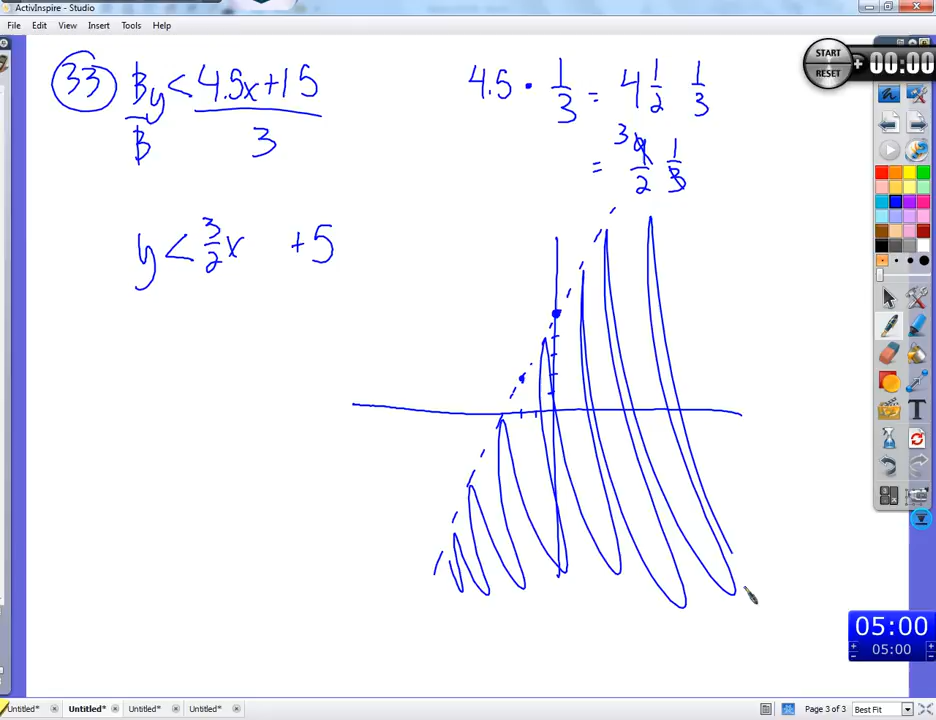 ActivInspire - Studio
File Edit View Insert Tools Help
START
RESET
00:00
33 3y < 4.5x+15
3 3
y < 3/2 x +5
4.5 · 1/3 = 4 1/2 1/3
= 3 9/2 1/3
T
05:00
05:00
Untitled* Untitled* Untitled* Untitled* Page 3 of 3 Best Fit